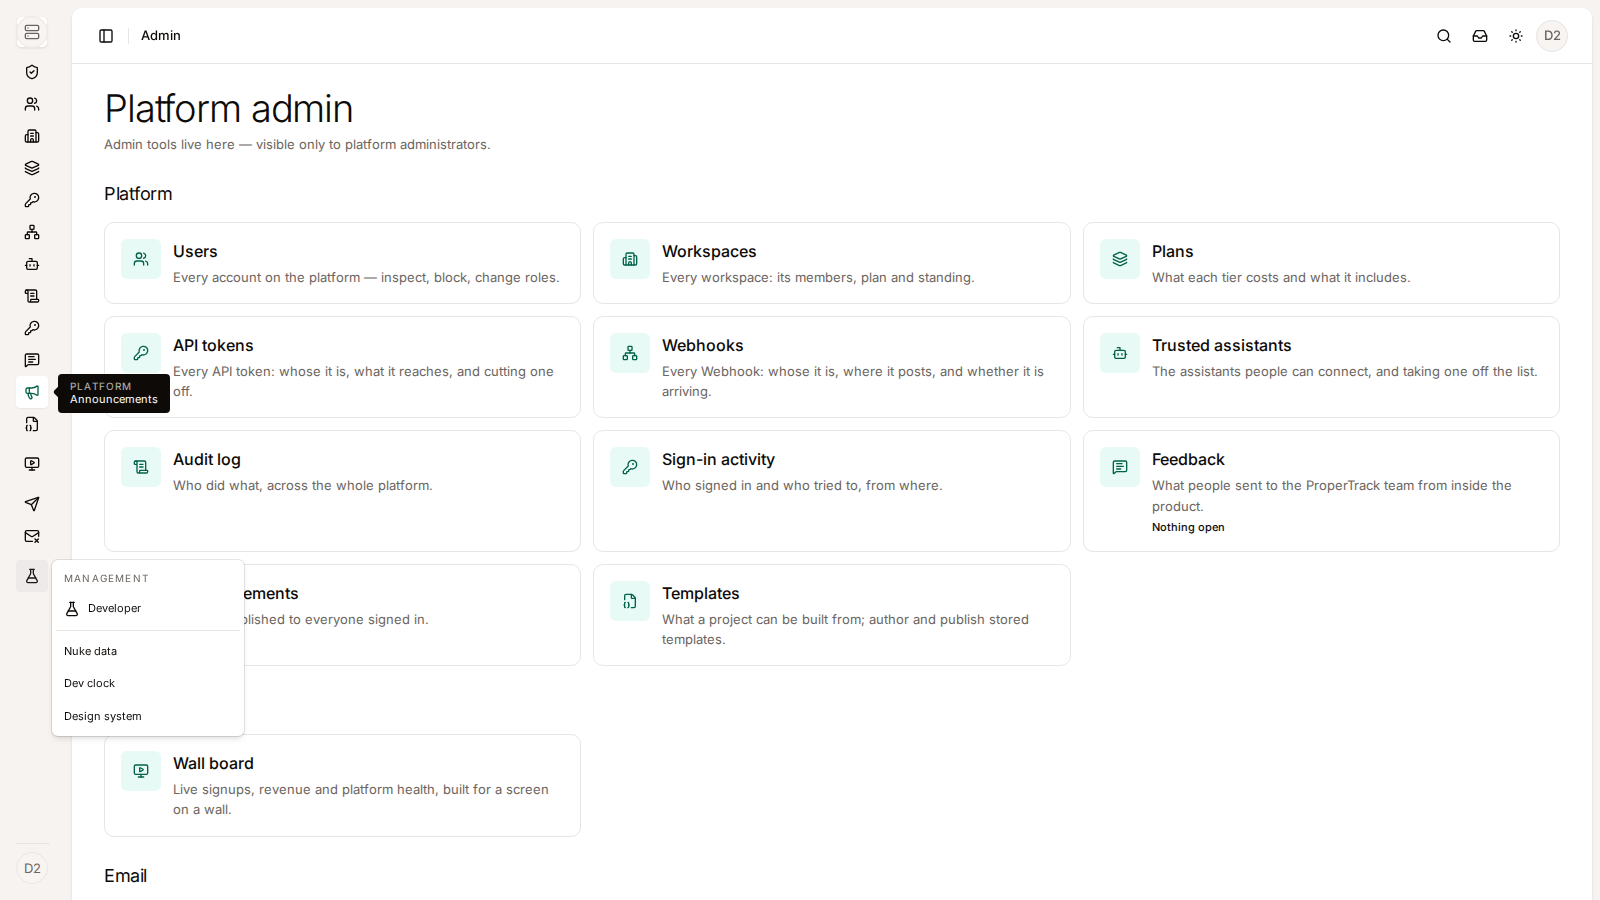 Admin
D2
Platform admin
Admin tools live here — visible only to platform administrators.
Platform
Users
Every account on the platform — inspect, block, change roles.
Workspaces
Every workspace: its members, plan and standing.
Plans
What each tier costs and what it includes.
API tokens
Every API token: whose it is, what it reaches, and cutting one
off.
Webhooks
Every Webhook: whose it is, where it posts, and whether it is
arriving.
Trusted assistants
The assistants people can connect, and taking one off the list.
PLATFORM
Announcements
Audit log
Who did what, across the whole platform.
Sign-in activity
Who signed in and who tried to, from where.
Feedback
What people sent to the ProperTrack team from inside the
product.
Nothing open
MANAGEMENT
Developer
Nuke data
Dev clock
Design system
ements
blished to everyone signed in.
Templates
What a project can be built from; author and publish stored
templates.
Wall board
Live signups, revenue and platform health, built for a screen
on a wall.
Email
D2